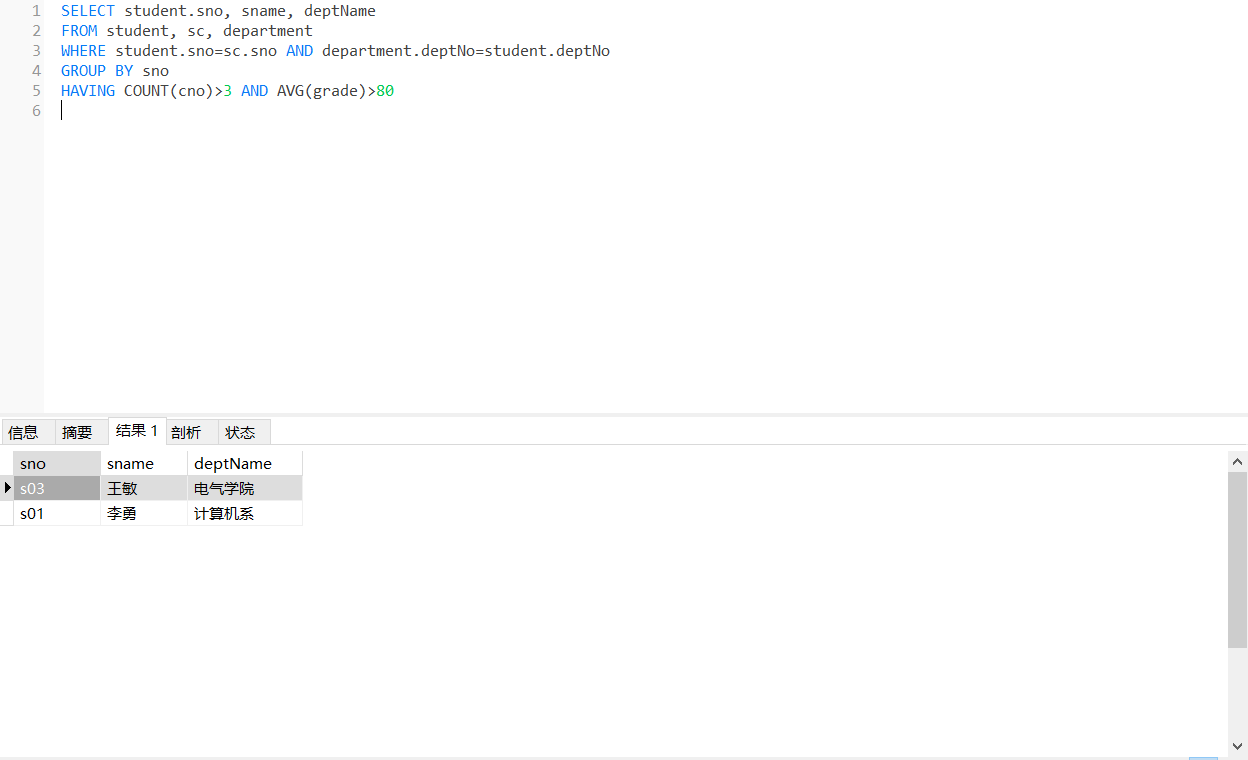 1 SELECT student.sno, sname, deptName
2 FROM student, sc, department
3 WHERE student.sno=sc.sno AND department.deptNo=student.deptNo
4 GROUP BY sno
5 HAVING COUNT(cno)>3 AND AVG(grade)>80
6
信息 摘要 结果 1 剖析 状态
sno sname deptName
s03 王敏 电气学院
s01 李勇 计算机系